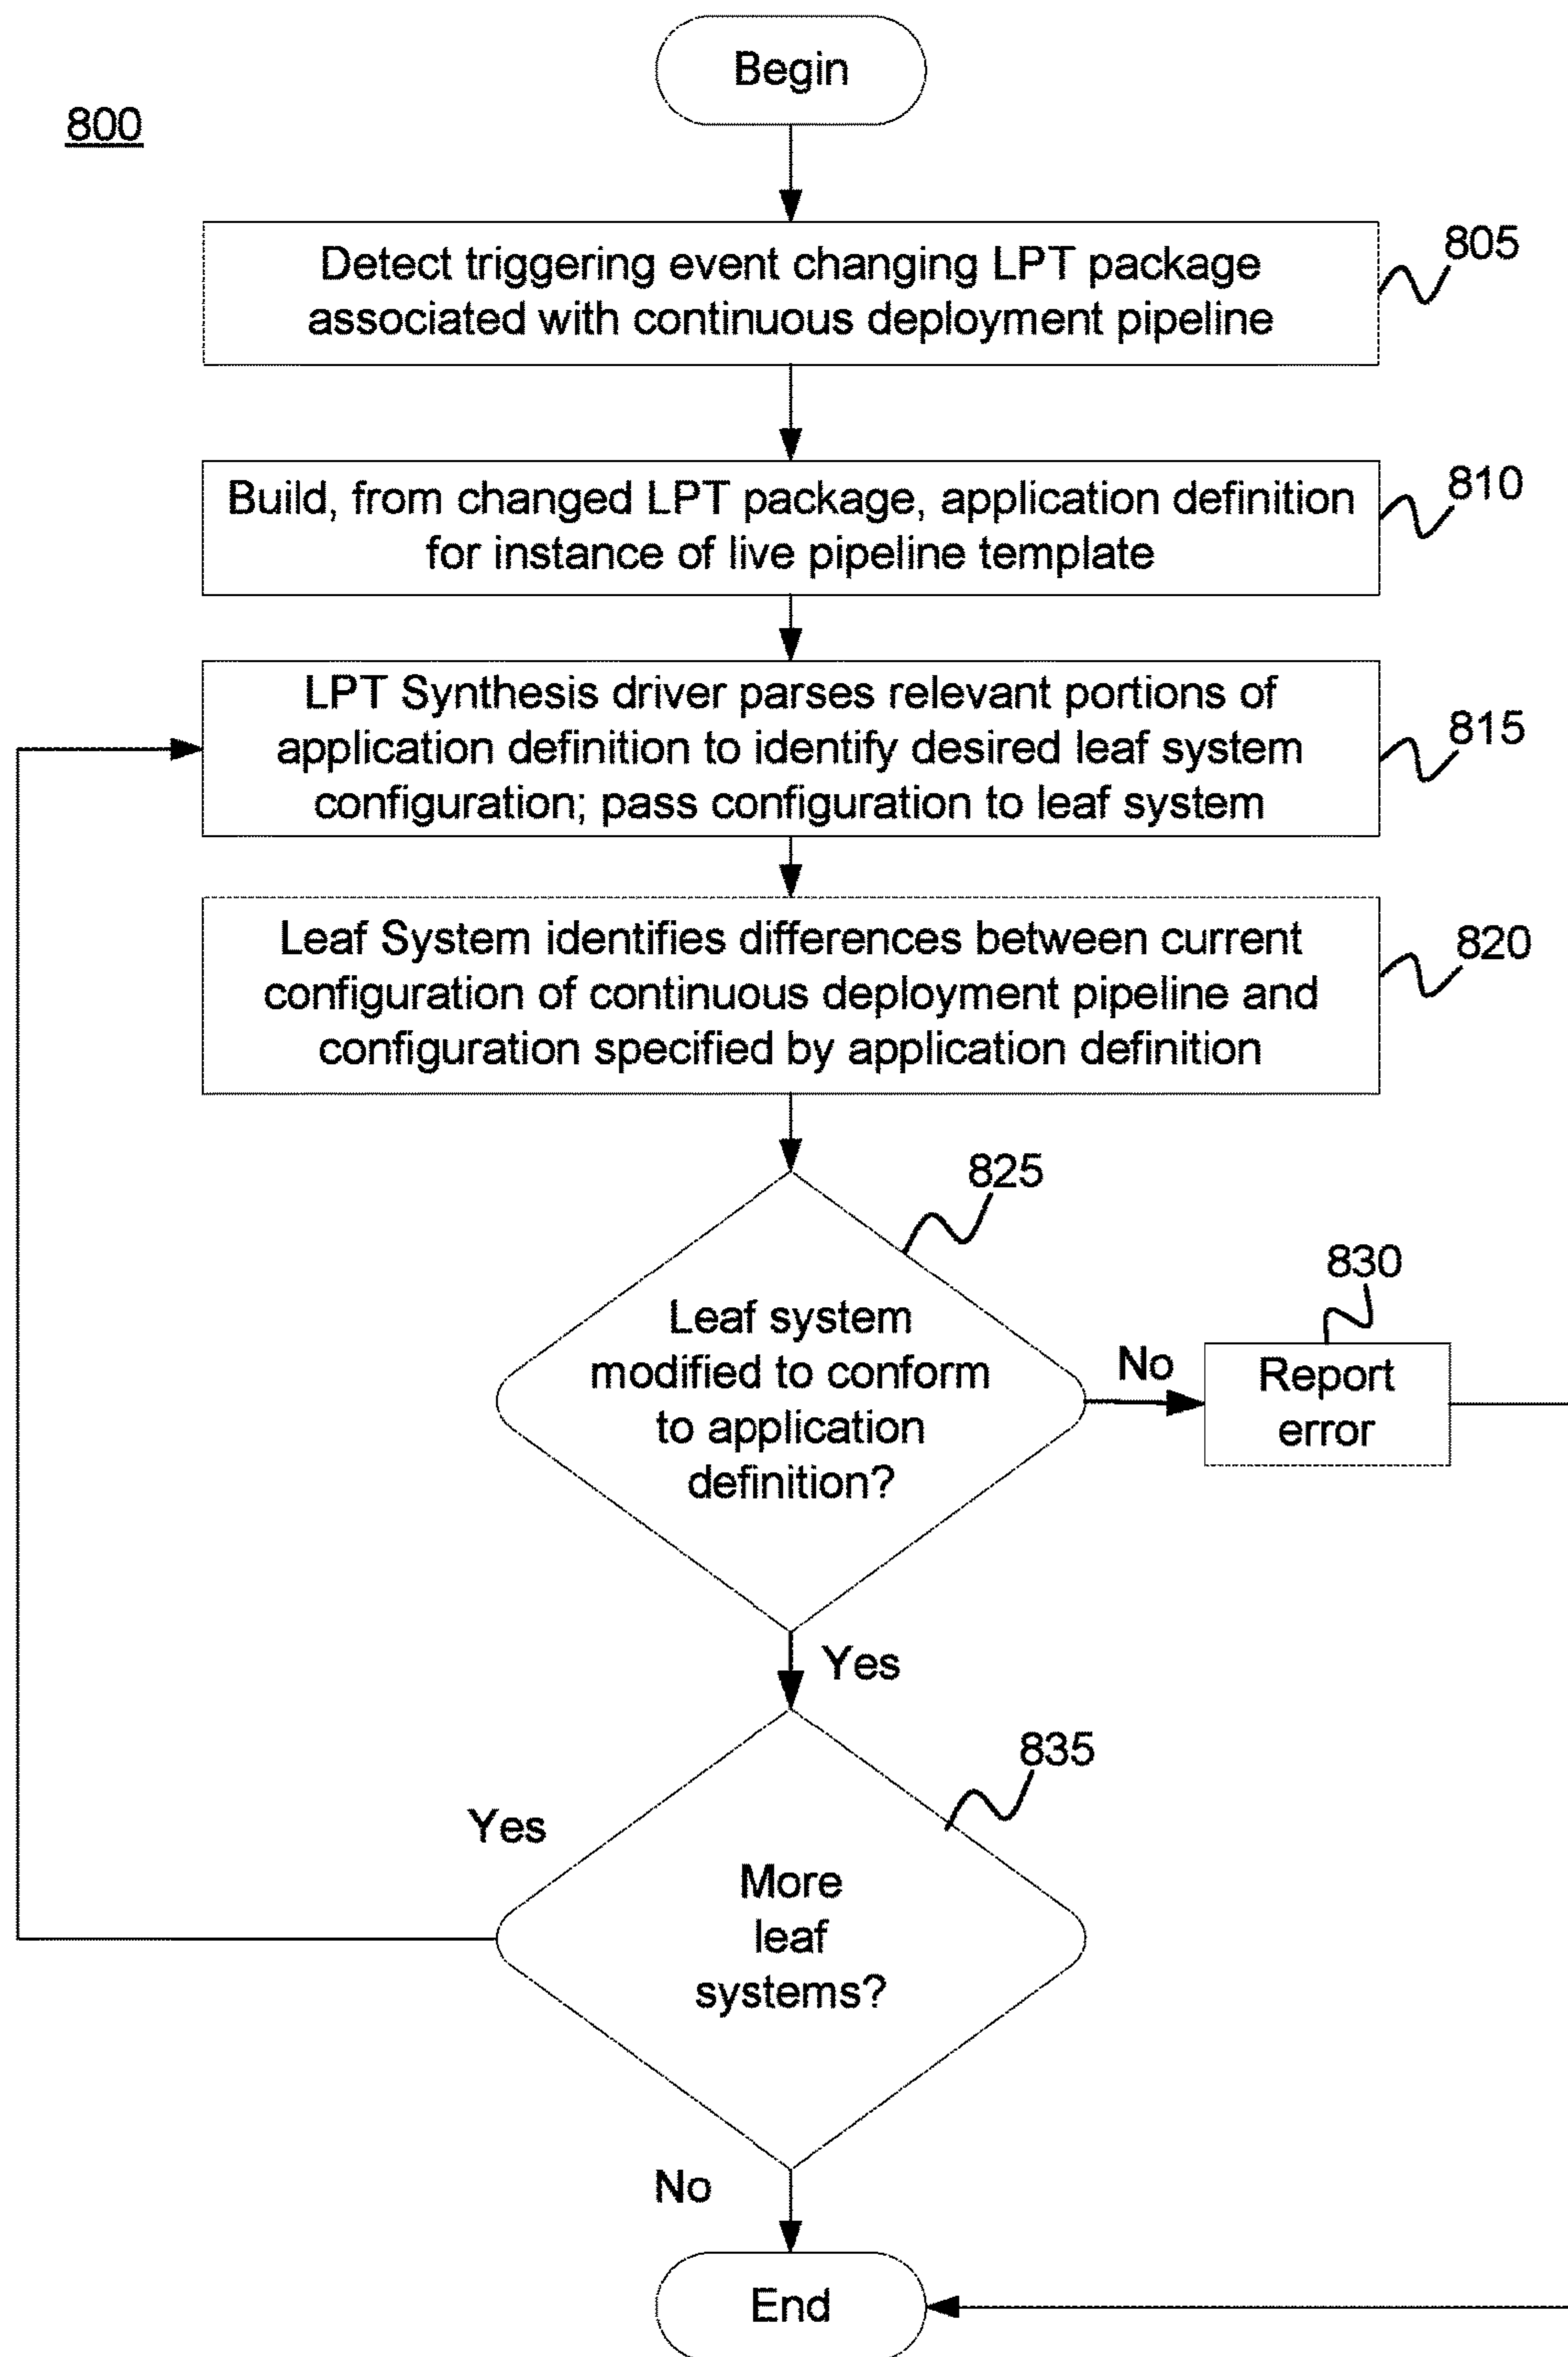 Begin
800
Detect triggering event changing LPT package
associated with continuous deployment pipeline
805
Build, from changed LPT package, application definition
for instance of live pipeline template
810
LPT Synthesis driver parses relevant portions of
application definition to identify desired leaf system
configuration; pass configuration to leaf system
815
Leaf System identifies differences between current
configuration of continuous deployment pipeline and
configuration specified by application definition
820
825
Leaf system
modified to conform
to application
definition?
No
830
Report
error
Yes
835
Yes
More
leaf
systems?
No
End